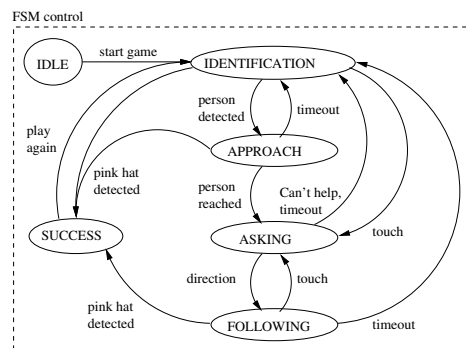 FSM control
IDLE
start game
IDENTIFICATION
person
detected
timeout
play
again
APPROACH
pink hat
detected
person
reached
Can't help,
timeout
SUCCESS
ASKING
touch
direction
touch
pink hat
detected
FOLLOWING
timeout